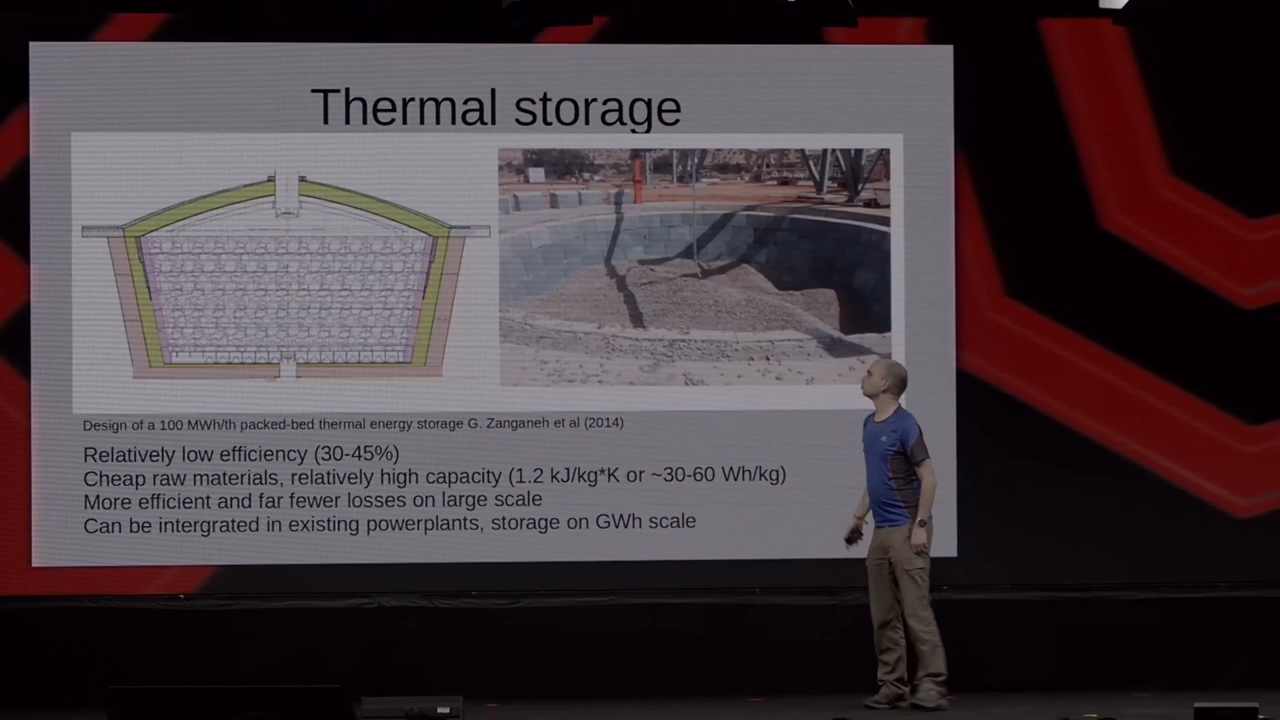 Thermal storage
Design of a 100 MWh/th packed-bed thermal energy storage G. Zanganeh et al (2014)
Relatively low efficiency (30-45%)
Cheap raw materials, relatively high capacity (1.2 kJ/kg*K or ~30-60 Wh/kg)
More efficient and far fewer losses on large scale
Can be intergrated in existing powerplants, storage on GWh scale